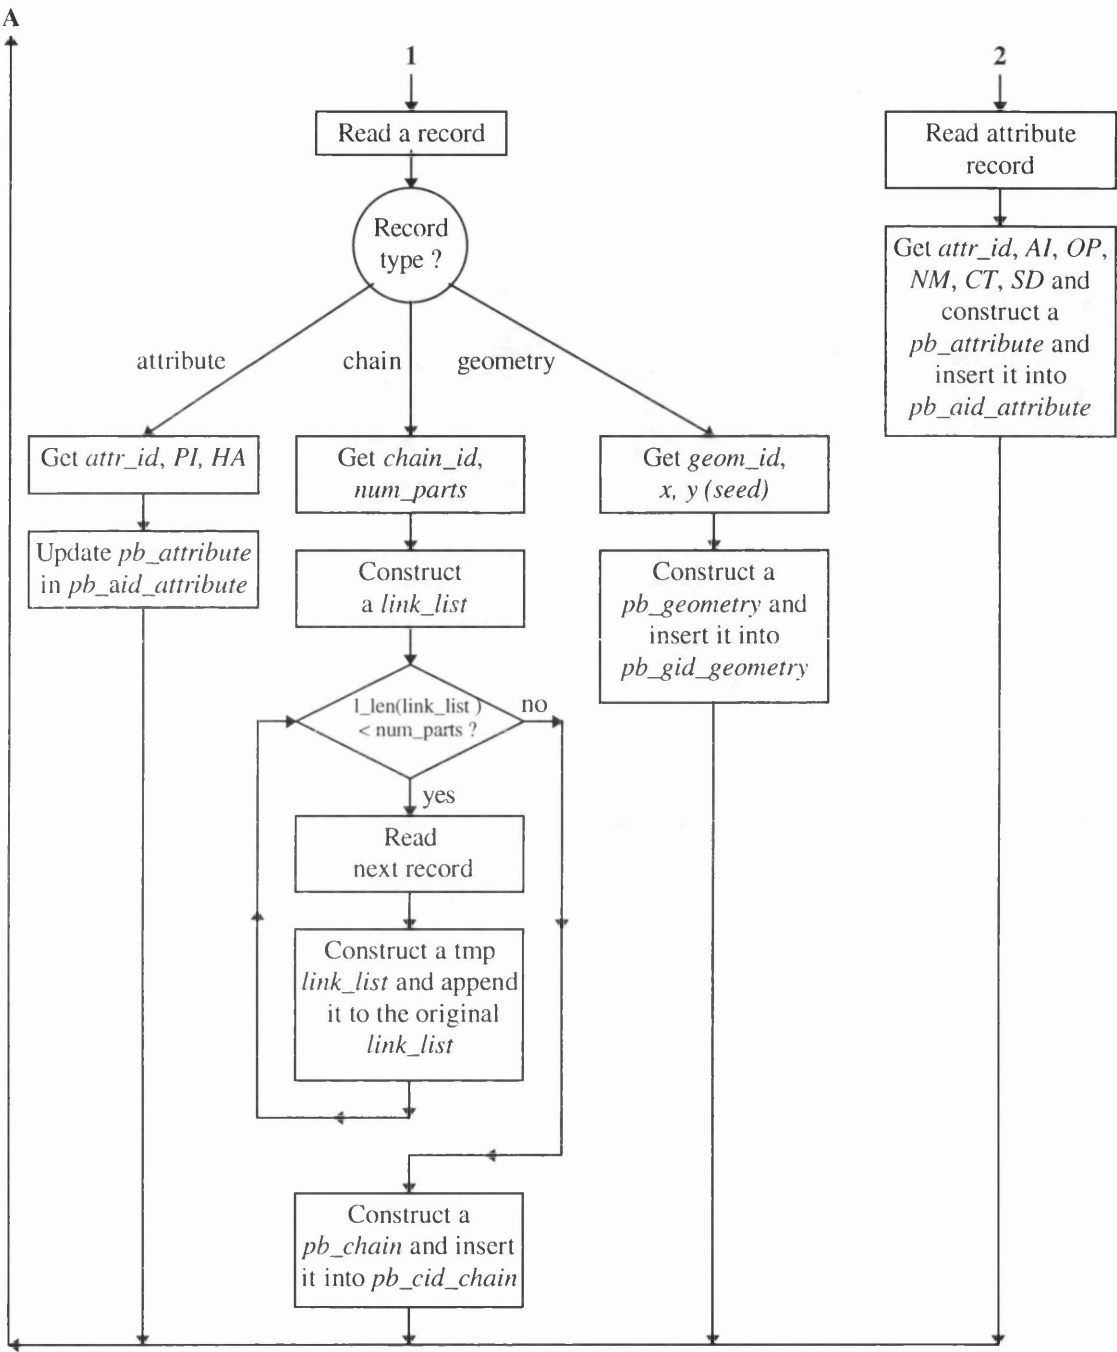 A
1
2
Read a record
Read attribute
record
Record
type ?
Get attr_id, AI, OP,
NM, CT, SD and
construct a
pb_attribute and
insert it into
pb_aid_attribute
attribute
chain
geometry
Get attr_id, PI, HA
Get chain_id,
num_parts
Get geom_id,
x, y (seed)
Update pb_attribute
in pb_aid_attribute
Construct
a link_list
Construct a
pb_geometry and
insert it into
pb_gid_geometry
l_len(link_list )
< num_parts ?
no
yes
Read
next record
Construct a tmp
link_list and append
it to the original
link_list
Construct a
pb_chain and insert
it into pb_cid_chain